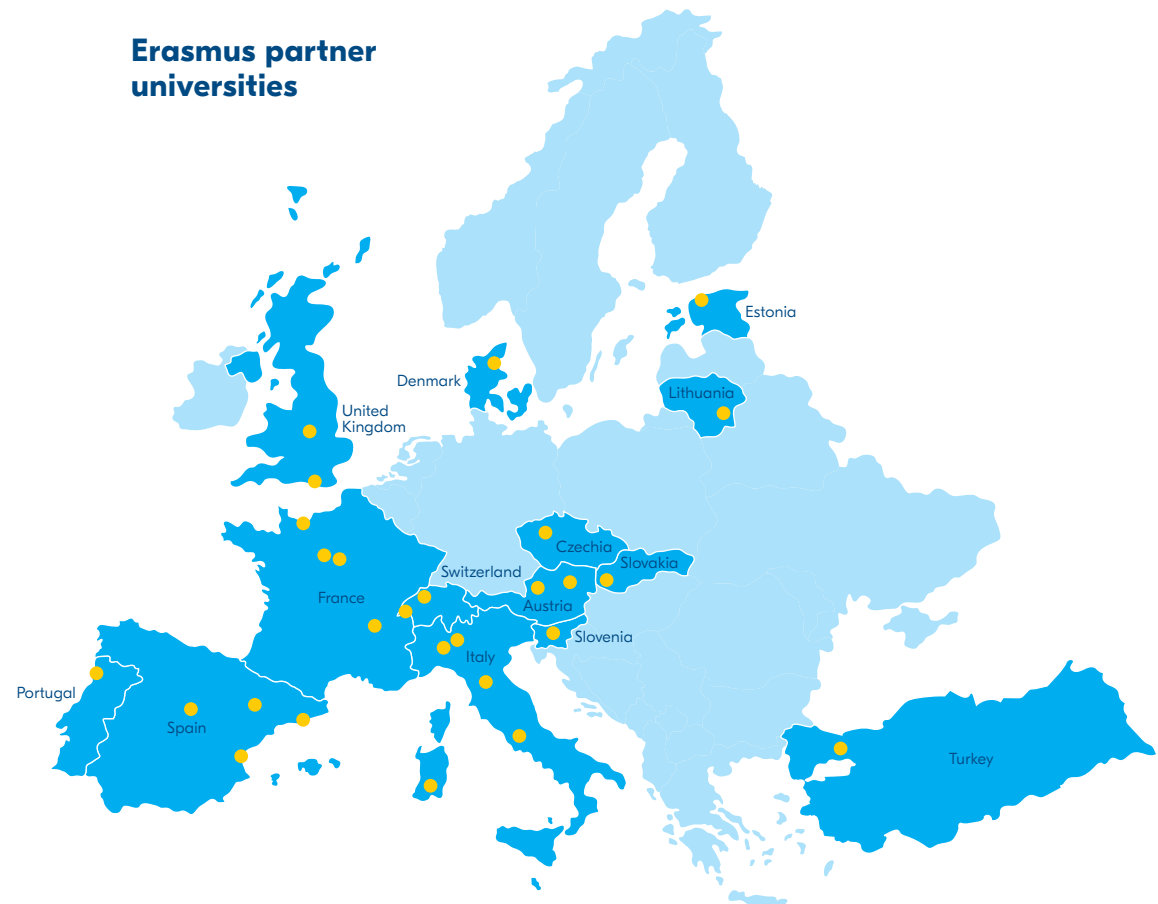 Erasmus partner
universities
Estonia
Denmark
Lithuania
United
Kingdom
Czechia
Slovakia
Switzerland
France
Austria
Slovenia
Italy
Portugal
Spain
Turkey